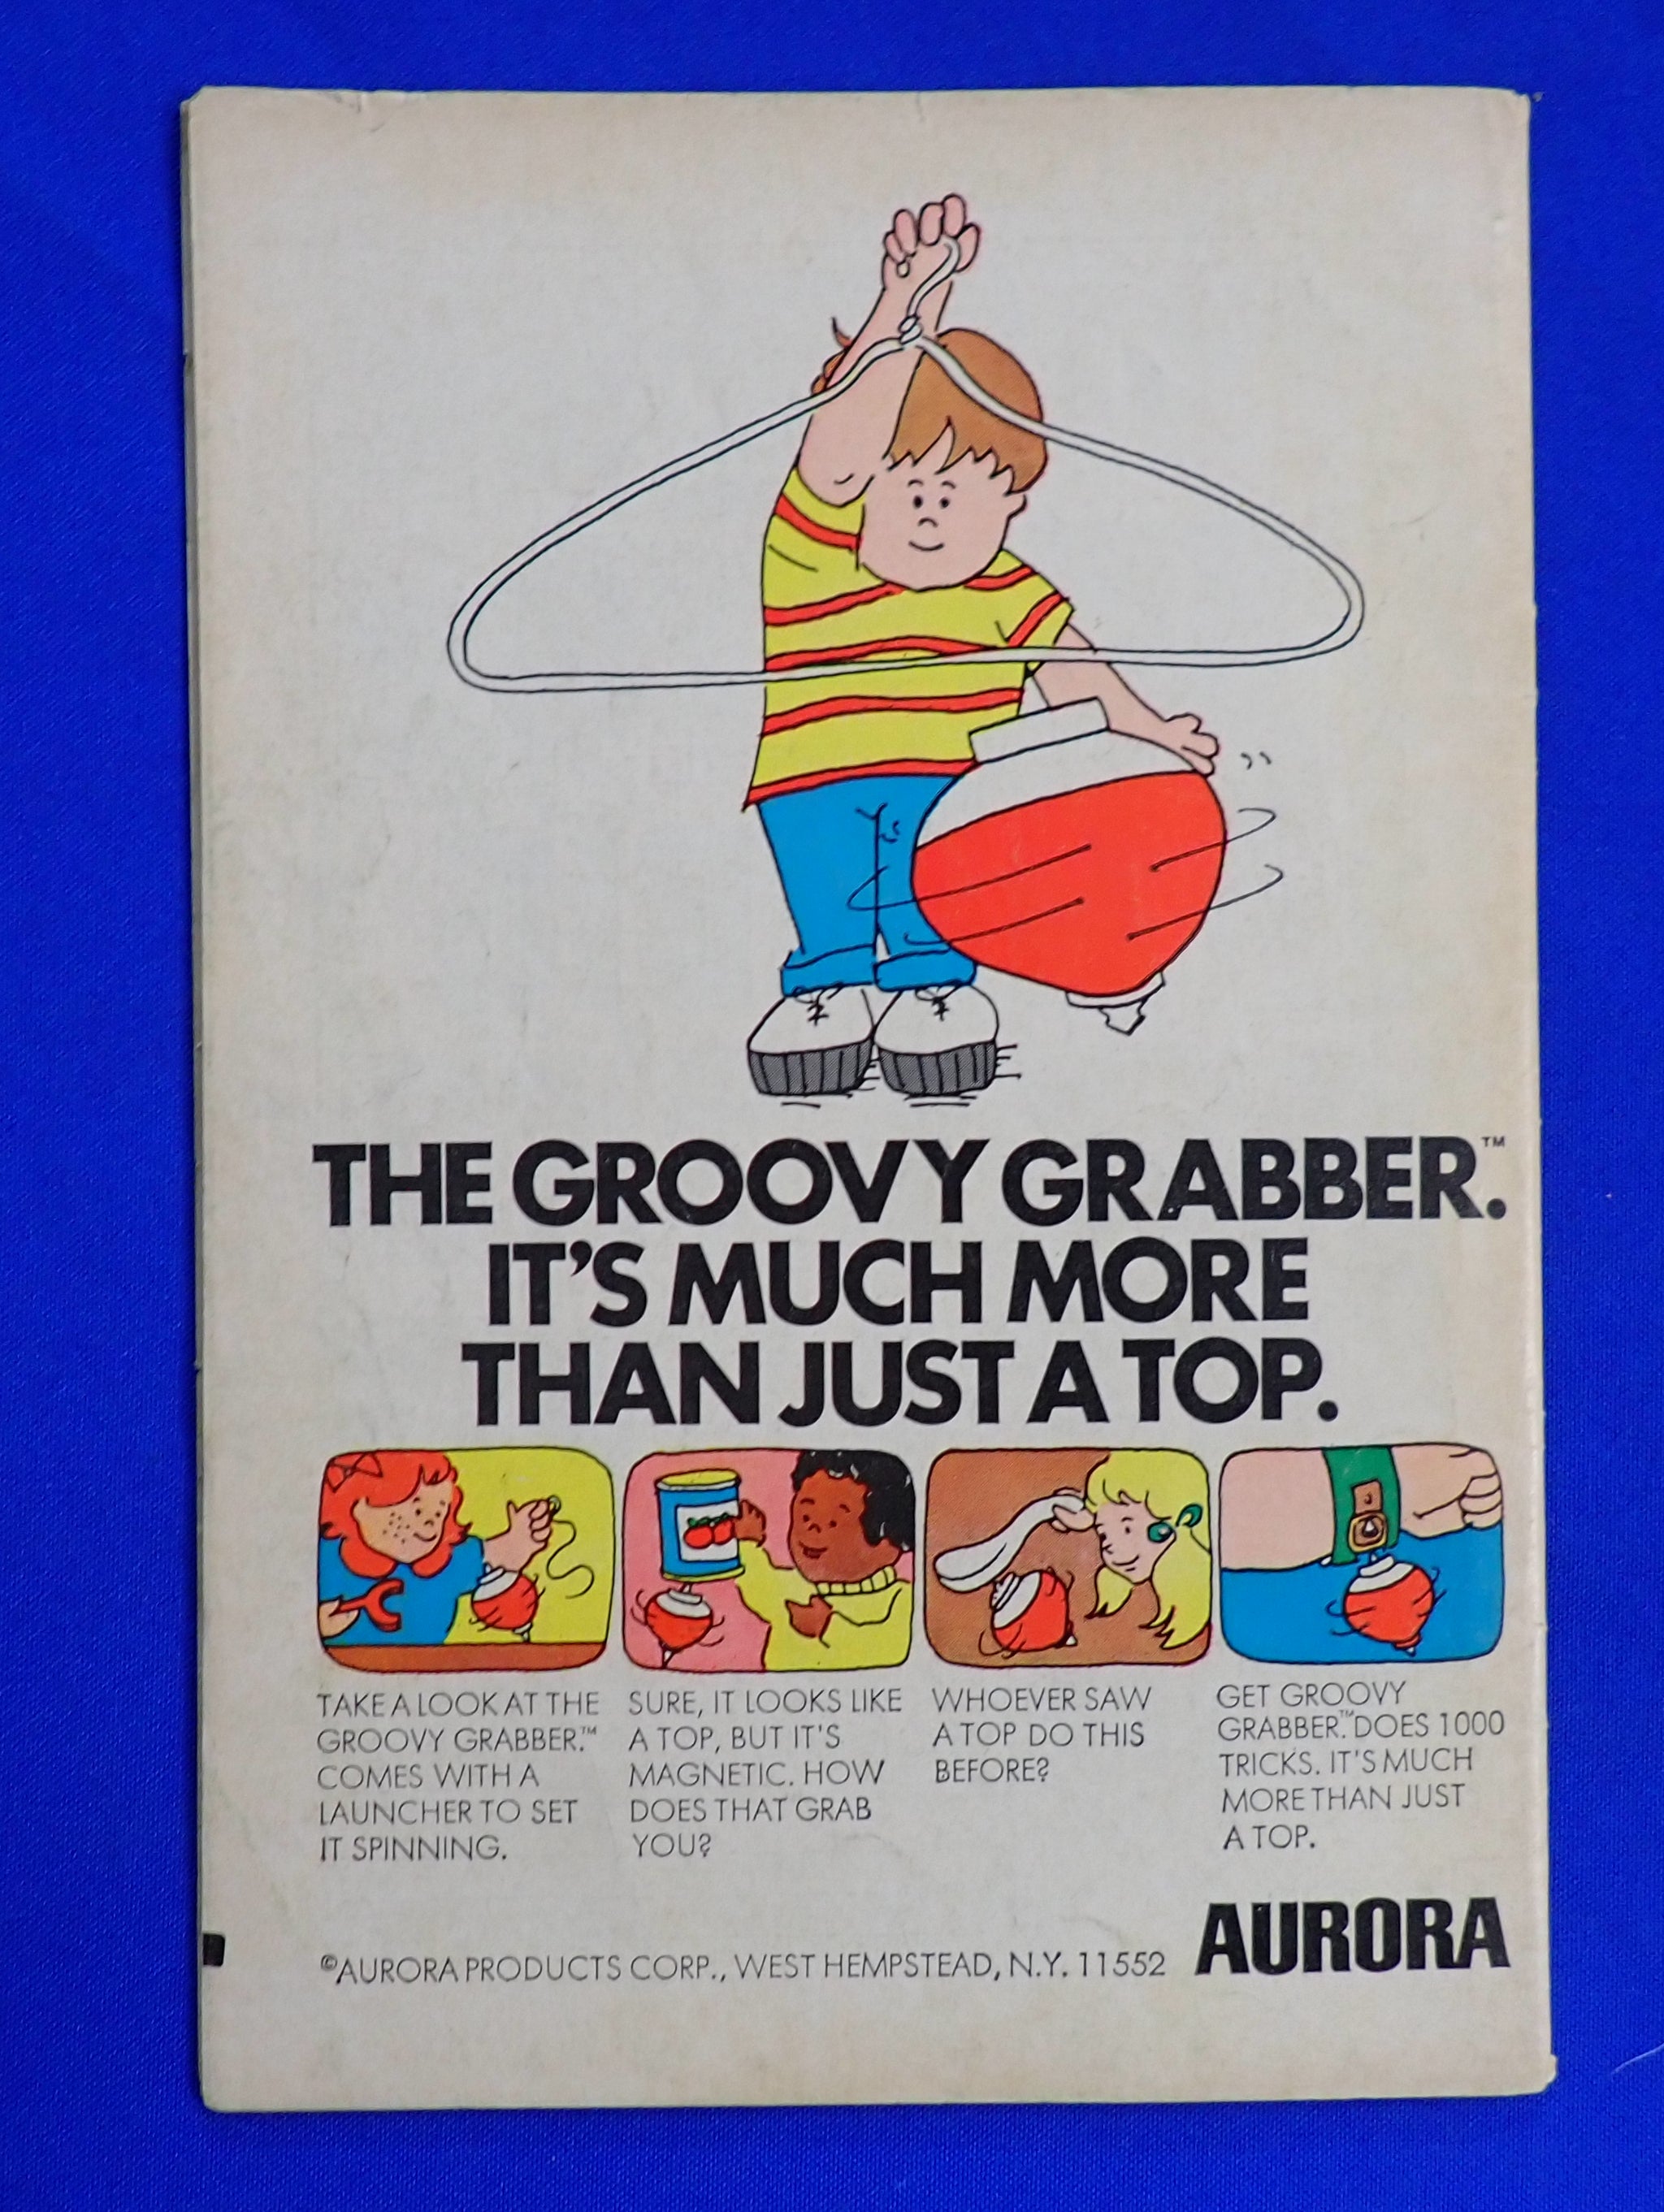 THE GROOVY GRABBER.™
IT'S MUCH MORE
THAN JUST A TOP.
TAKE A LOOK AT THE
GROOVY GRABBER.™
COMES WITH A
LAUNCHER TO SET
IT SPINNING.
SURE, IT LOOKS LIKE
A TOP, BUT IT'S
MAGNETIC. HOW
DOES THAT GRAB
YOU?
WHOEVER SAW
A TOP DO THIS
BEFORE?
GET GROOVY
GRABBER.™ DOES 1000
TRICKS. IT'S MUCH
MORE THAN JUST
A TOP.
©AURORA PRODUCTS CORP., WEST HEMPSTEAD, N.Y. 11552
AURORA